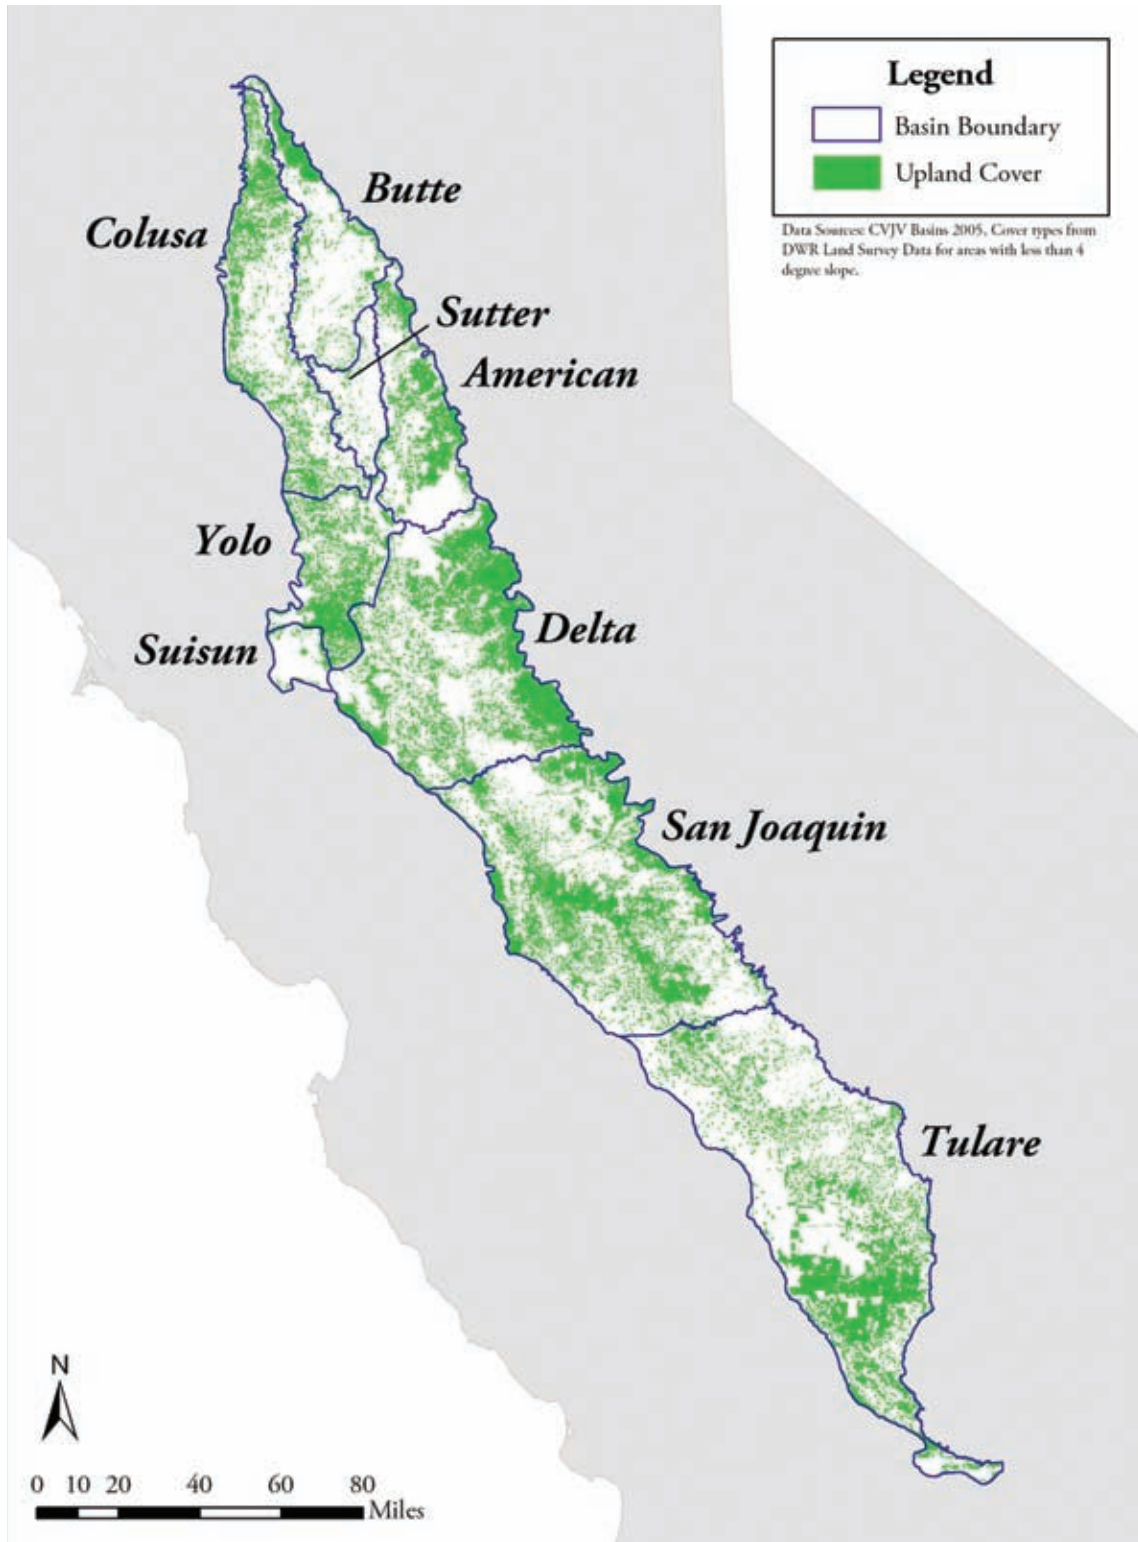 Legend
Basin Boundary
Upland Cover
Data Sources: CVJV Basins 2005, Cover types from
DWR Land Survey Data for areas with less than 4
degree slope.
Butte
Colusa
Sutter
American
Yolo
Delta
Suisun
San Joaquin
Tulare
N
0 10 20 40 60 80
Miles